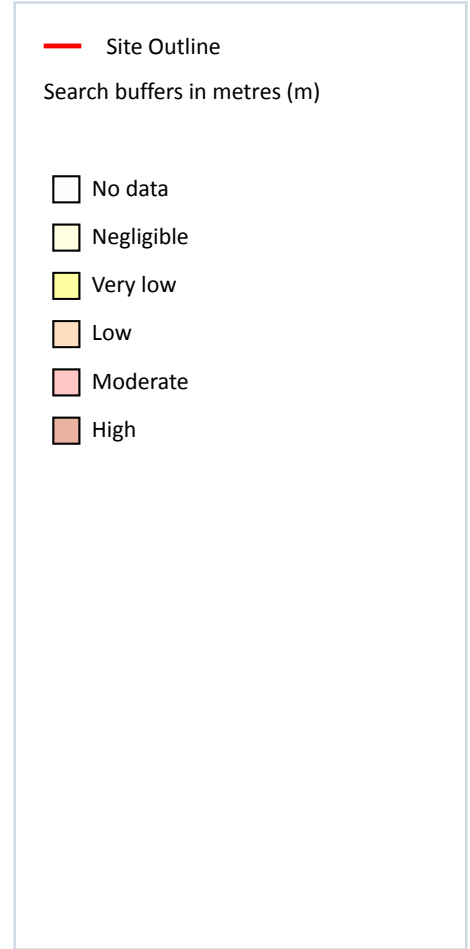 Site Outline
Search buffers in metres (m)
No data
Negligible
Very low
Low
Moderate
High